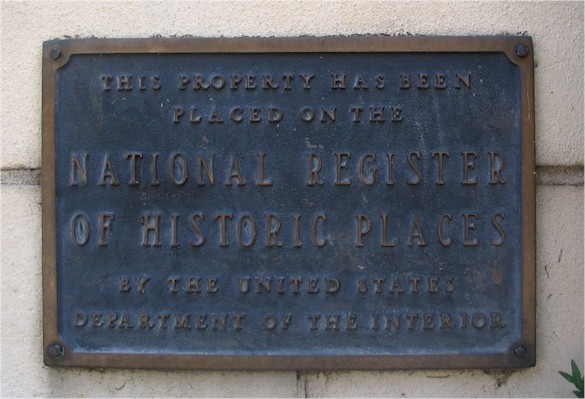 THIS PROPERTY HAS BEEN
PLACED ON THE
NATIONAL REGISTER
OF HISTORIC PLACES
BY THE UNITED STATES
DEPARTMENT OF THE INTERIOR